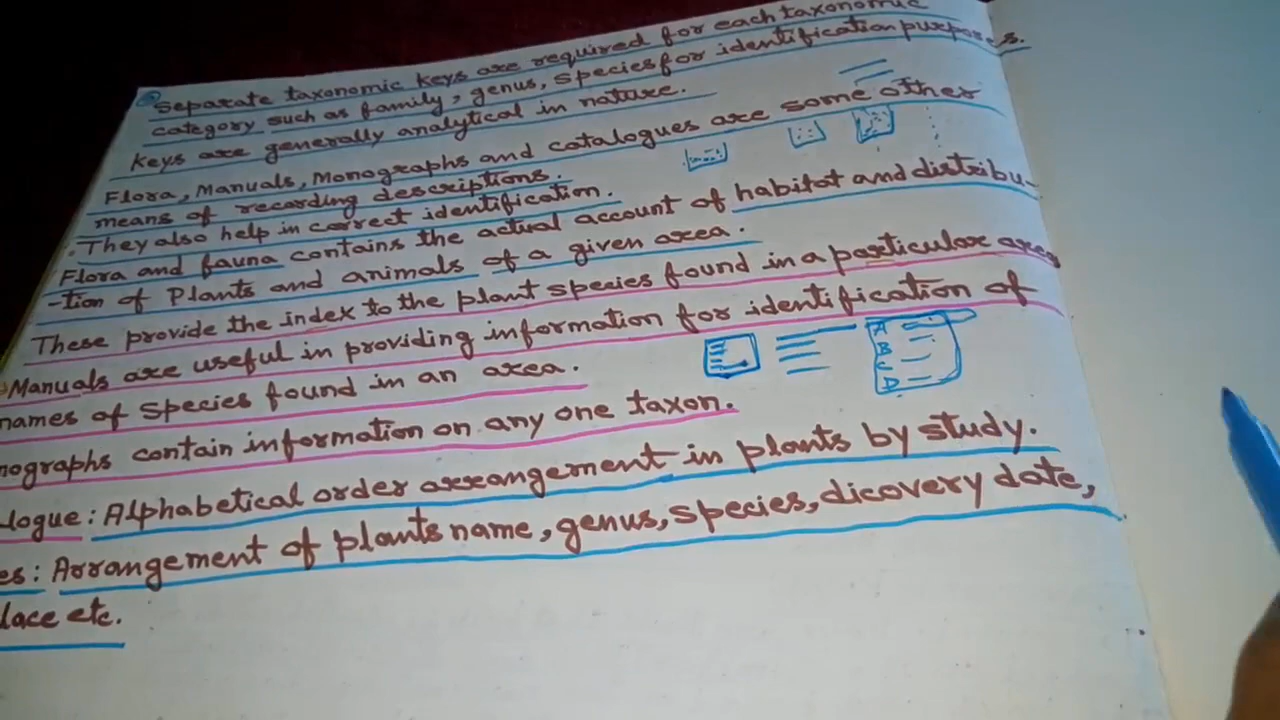 Separate taxonomic keys are required for each taxonomic
category such as family, genus, species for identification purposes.
Keys are generally analytical in nature.
Flora, Manuals, Monographs and catalogues are some other
means of recording descriptions.
They also help in correct identification.
Flora and fauna contains the actual account of habitat and distribu-
-tion of Plants and animals of a given area.
These provide the index to the plant species found in a particular area
Manuals are useful in providing information for identification of
names of species found in an area.
nographs contain information on any one taxon.
logue: Alphabetical order arrangement in plants by study.
es: Arrangement of plants name, genus, species, dicovery date,
lace etc.
A
B
C
D